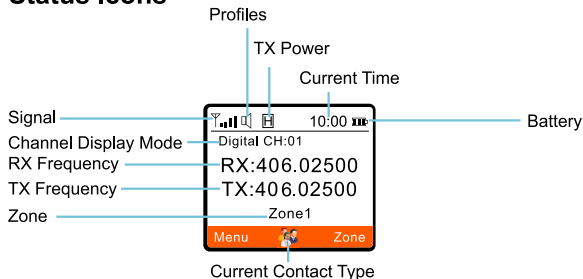 Status Icons
Profiles
TX Power
Current Time
Signal
H 10:00
Battery
Channel Display Mode
Digital CH:01
RX Frequency
RX:406.02500
TX Frequency
TX:406.02500
Zone
Zone1
Menu Zone
Current Contact Type